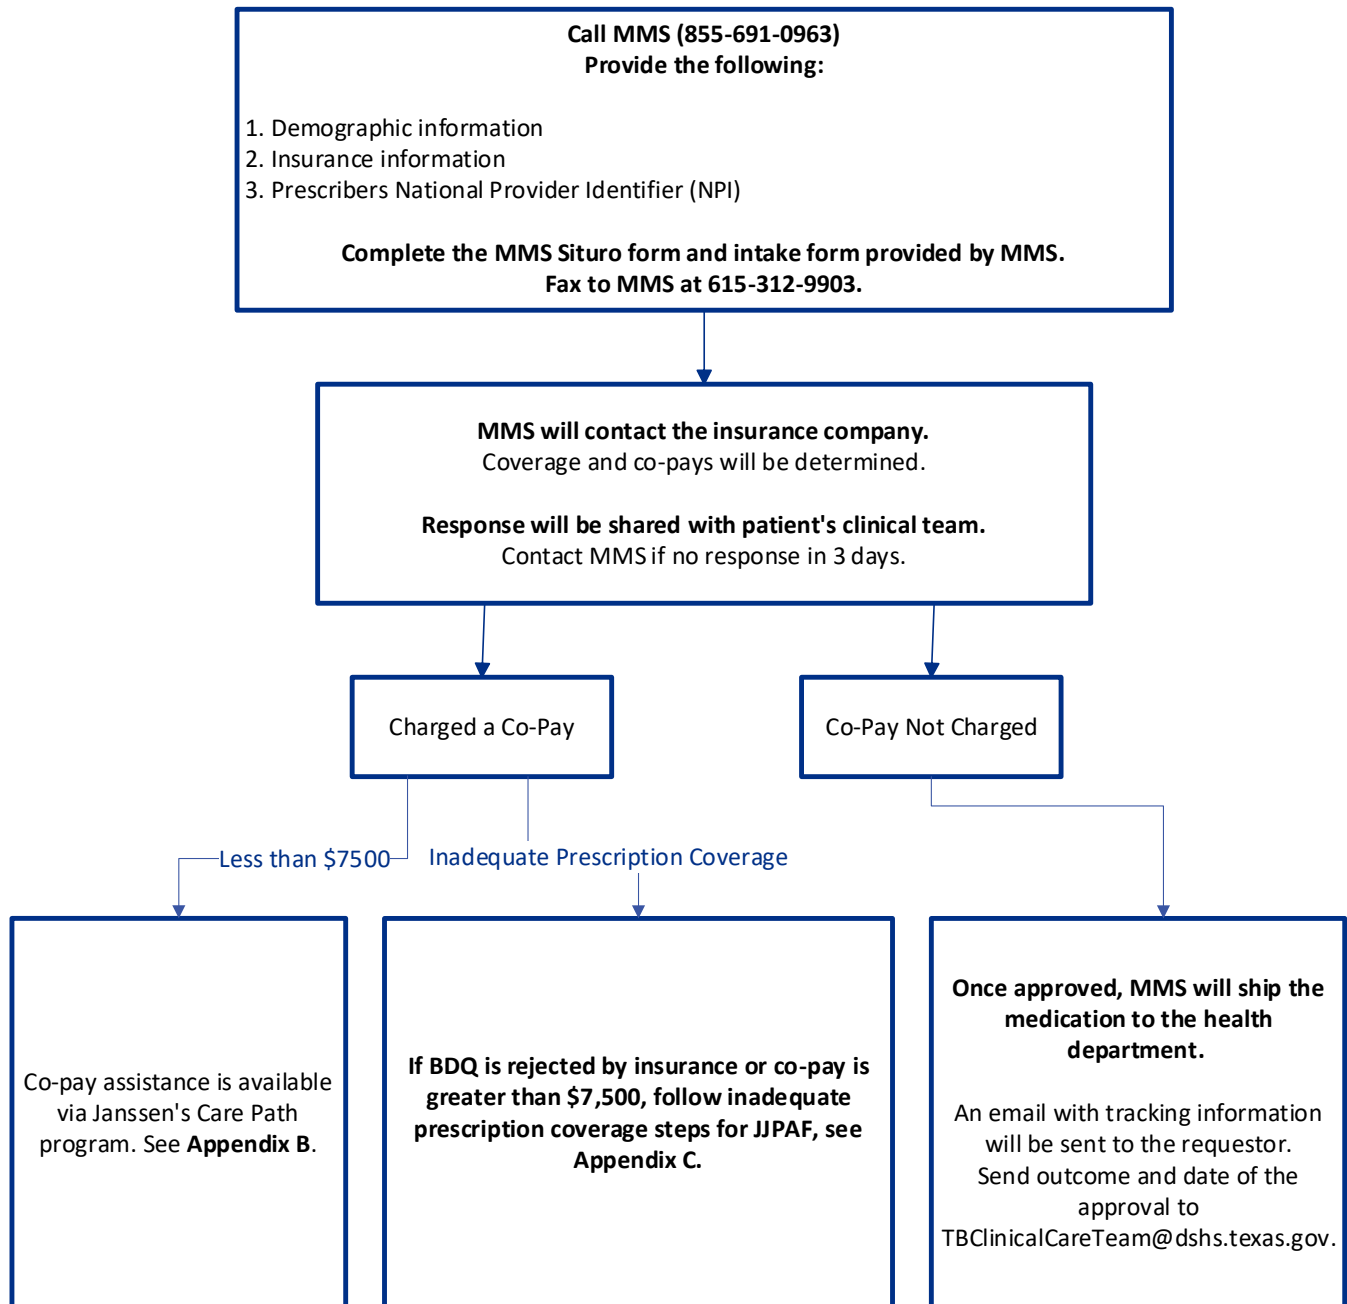 Call MMS (855-691-0963)
Provide the following:
1. Demographic information
2. Insurance information
3. Prescribers National Provider Identifier (NPI)
Complete the MMS Situro form and intake form provided by MMS.
Fax to MMS at 615-312-9903.
MMS will contact the insurance company.
Coverage and co-pays will be determined.
Response will be shared with patient's clinical team.
Contact MMS if no response in 3 days.
Charged a Co-Pay
Co-Pay Not Charged
Less than $7500
Inadequate Prescription Coverage
Co-pay assistance is available
via Janssen's Care Path
program. See Appendix B.
If BDQ is rejected by insurance or co-pay is
greater than $7,500, follow inadequate
prescription coverage steps for JJPAF, see
Appendix C.
Once approved, MMS will ship the
medication to the health
department.
An email with tracking information
will be sent to the requestor.
Send outcome and date of the
approval to
TBClinicalCareTeam@dshs.texas.gov.